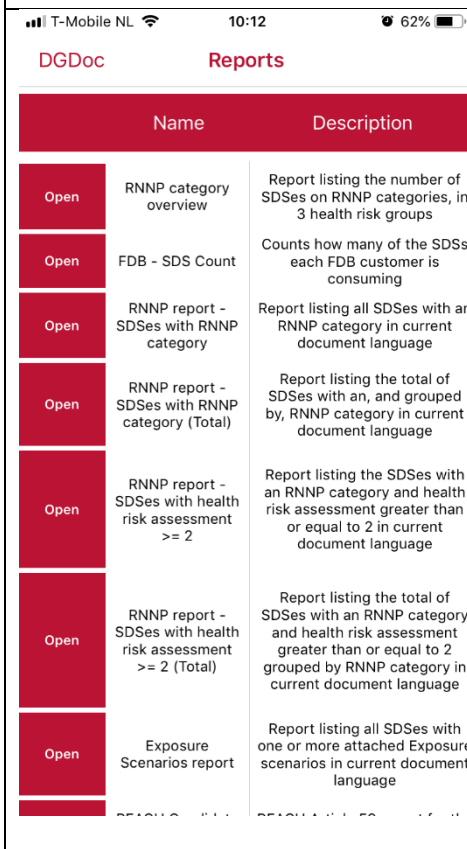 T-Mobile NL 10:12 62%
DGDoc Reports
Name Description
Open
RNNP category
overview
Report listing the number of
SDSes on RNNP categories, in
3 health risk groups
Open
FDB - SDS Count
Counts how many of the SDSs
each FDB customer is
consuming
Open
RNNP report -
SDSes with RNNP
category
Report listing all SDSes with an
RNNP category in current
document language
Open
RNNP report -
SDSes with RNNP
category (Total)
Report listing the total of
SDSes with an, and grouped
by, RNNP category in current
document language
Open
RNNP report -
SDSes with health
risk assessment
>= 2
Report listing the SDSes with
an RNNP category and health
risk assessment greater than
or equal to 2 in current
document language
Open
RNNP report -
SDSes with health
risk assessment
>= 2 (Total)
Report listing the total of
SDSes with an RNNP category
and health risk assessment
greater than or equal to 2
grouped by RNNP category in
current document language
Open
Exposure
Scenarios report
Report listing all SDSes with
one or more attached Exposure
scenarios in current document
language